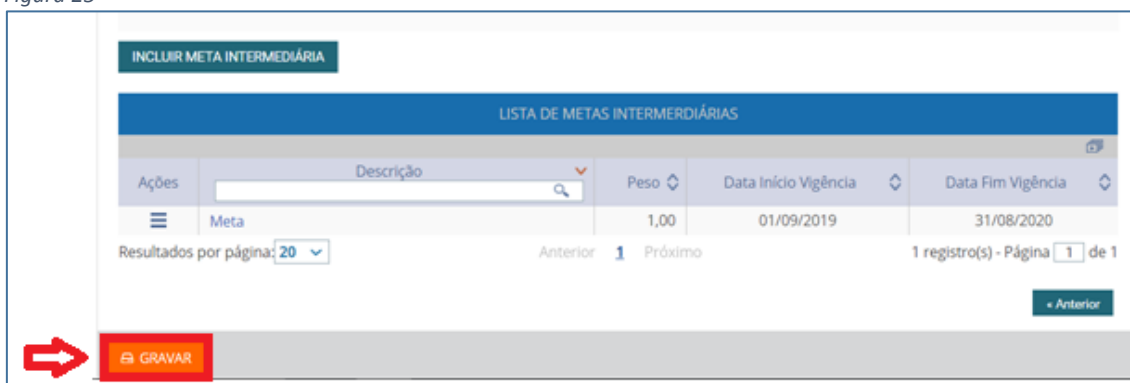 INCLUIR META INTERMEDIÁRIA
LISTA DE METAS INTERMERDIÁRIAS
Ações Descrição Peso Data Início Vigência Data Fim Vigência
Meta 1,00 01/09/2019 31/08/2020
Resultados por página: 20 Anterior 1 Próximo 1 registro(s) - Página 1 de 1
« Anterior
GRAVAR